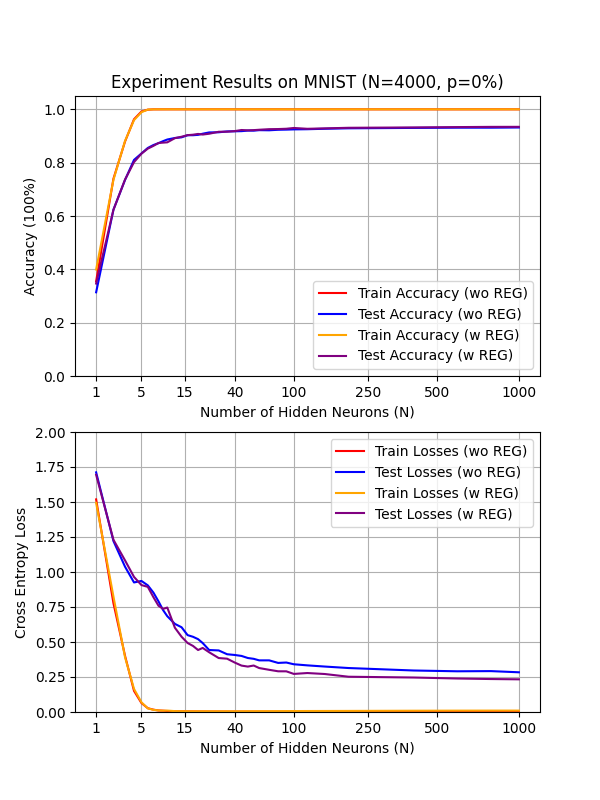 Experiment Results on MNIST (N=4000, p=0%)
1.0
0.8
0.6
0.4
0.2
0.0
Accuracy (100%)
Train Accuracy (wo REG)
Test Accuracy (wo REG)
Train Accuracy (w REG)
Test Accuracy (w REG)
1 5 15 40 100 250 500 1000
Number of Hidden Neurons (N)
2.00
1.75
1.50
1.25
1.00
0.75
0.50
0.25
0.00
Cross Entropy Loss
Train Losses (wo REG)
Test Losses (wo REG)
Train Losses (w REG)
Test Losses (w REG)
1 5 15 40 100 250 500 1000
Number of Hidden Neurons (N)